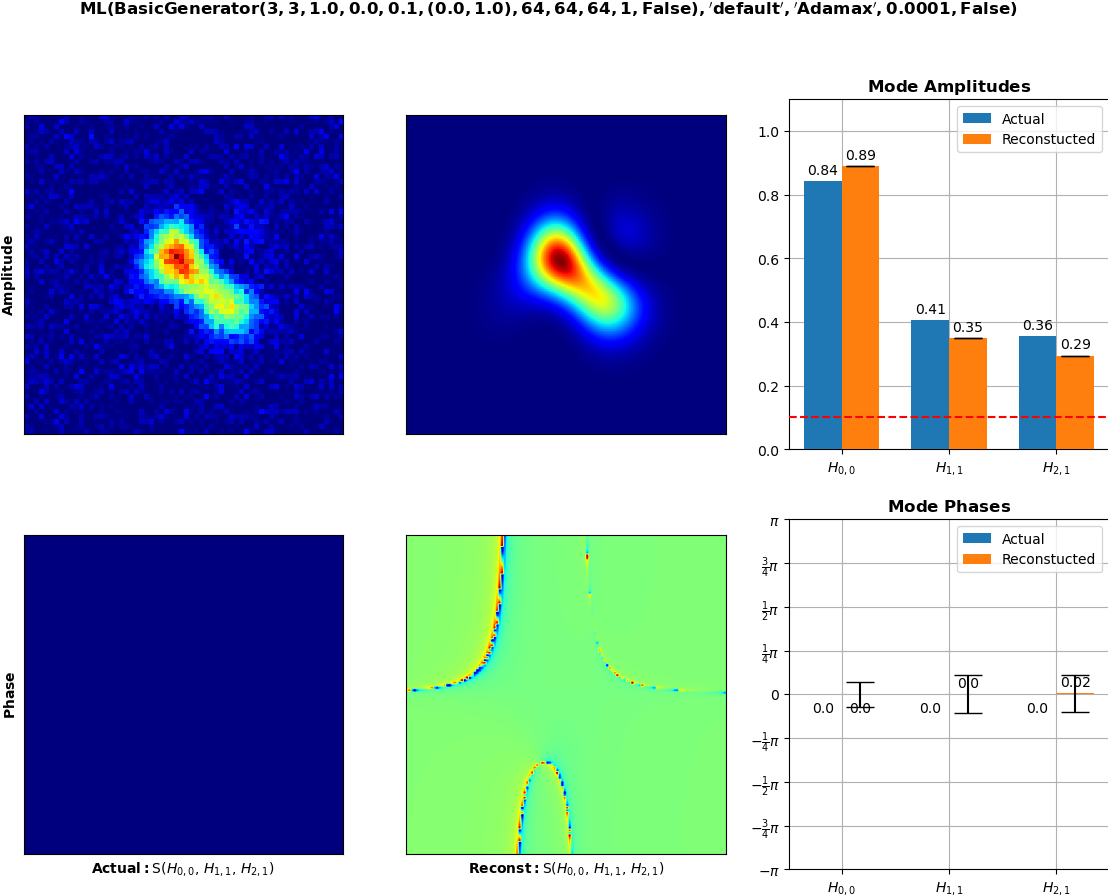 ML(BasicGenerator(3, 3, 1.0, 0.0, 0.1, (0.0, 1.0), 64, 64, 64, 1, False), 'default', 'Adamax', 0.0001, False)
Amplitude
Mode Amplitudes
Actual
Reconstucted
1.0
0.8
0.6
0.4
0.2
0.0
0.84
0.89
0.41
0.35
0.36
0.29
H0,0
H1,1
H2,1
Phase
Actual: S(H0,0, H1,1, H2,1)
Reconst: S(H0,0, H1,1, H2,1)
Mode Phases
Actual
Reconstucted
π
3/4π
1/2π
1/4π
0
−1/4π
−1/2π
−3/4π
−π
0.0
0.0
0.0
0.0
0.0
0.02
H0,0
H1,1
H2,1